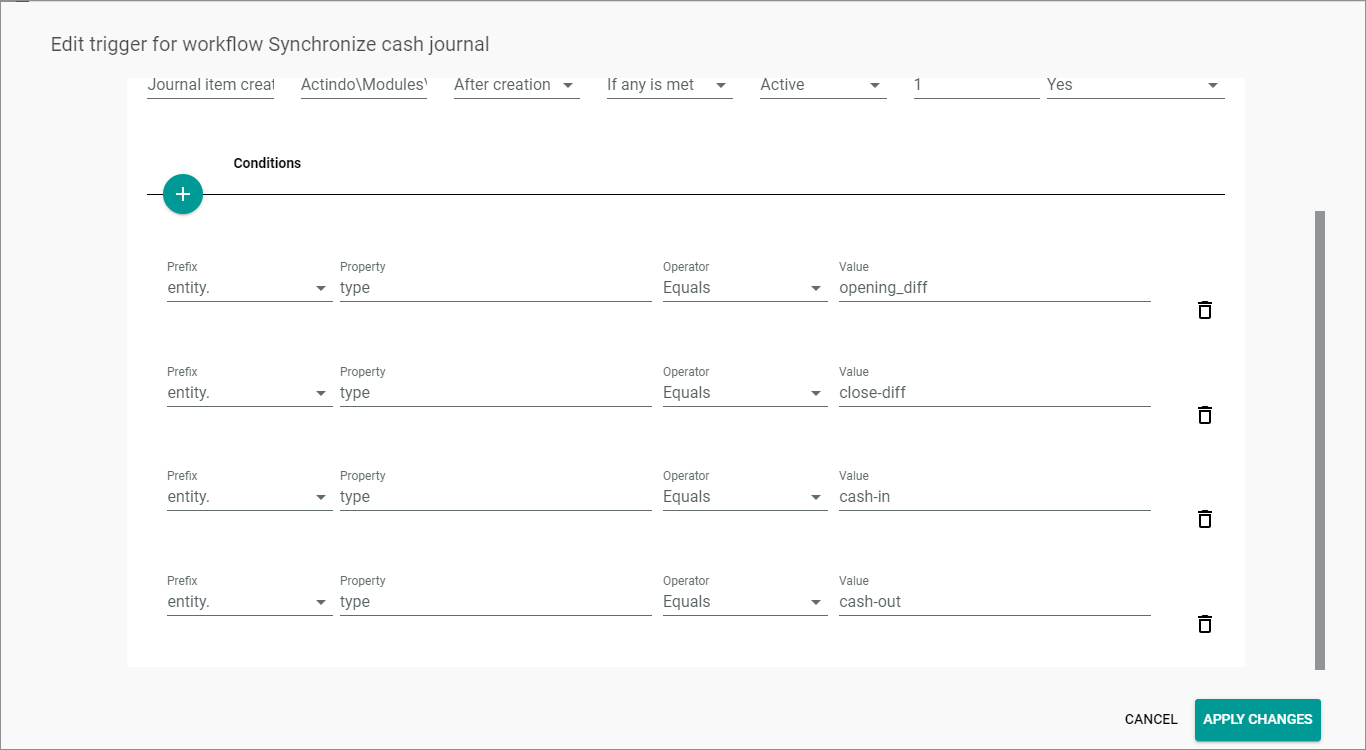 Edit trigger for workflow Synchronize cash journal
Journal item creat Actindo\Modules\ After creation If any is met Active 1 Yes
Conditions
Prefix Property Operator Value
entity. type Equals opening_diff
Prefix Property Operator Value
entity. type Equals close-diff
Prefix Property Operator Value
entity. type Equals cash-in
Prefix Property Operator Value
entity. type Equals cash-out
CANCEL APPLY CHANGES